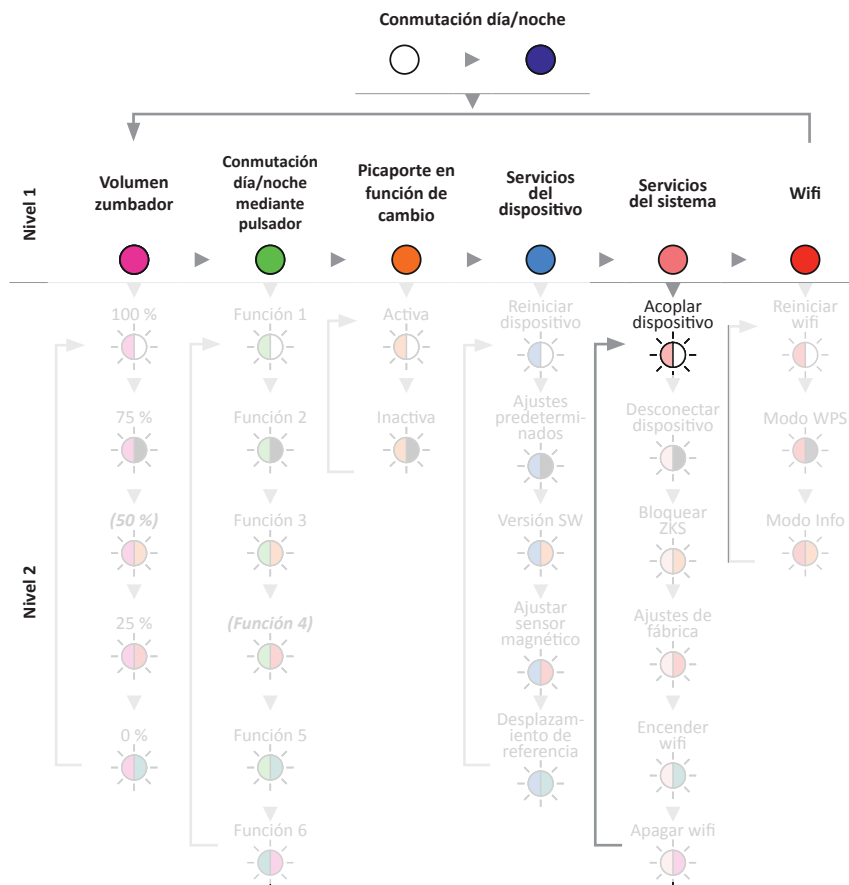 Conmutación día/noche
Nivel 1
Volumen
zumbador
Conmutación
día/noche
mediante
pulsador
Picaporte en
función de
cambio
Servicios
del
dispositivo
Servicios
del sistema
Wifi
Nivel 2
100 %
75 %
(50 %)
25 %
0 %
Función 1
Función 2
Función 3
(Función 4)
Función 5
Función 6
Activa
Inactiva
Reiniciar
dispositivo
Ajustes
predetermi-
nados
Versión SW
Ajustar
sensor
magnético
Desplazam-
iento de
referencia
Acoplar
dispositivo
Desconectar
dispositivo
Bloquear
ZKS
Ajustes de
fábrica
Encender
wifi
Apagar wifi
Reiniciar
wifi
Modo WPS
Modo Info